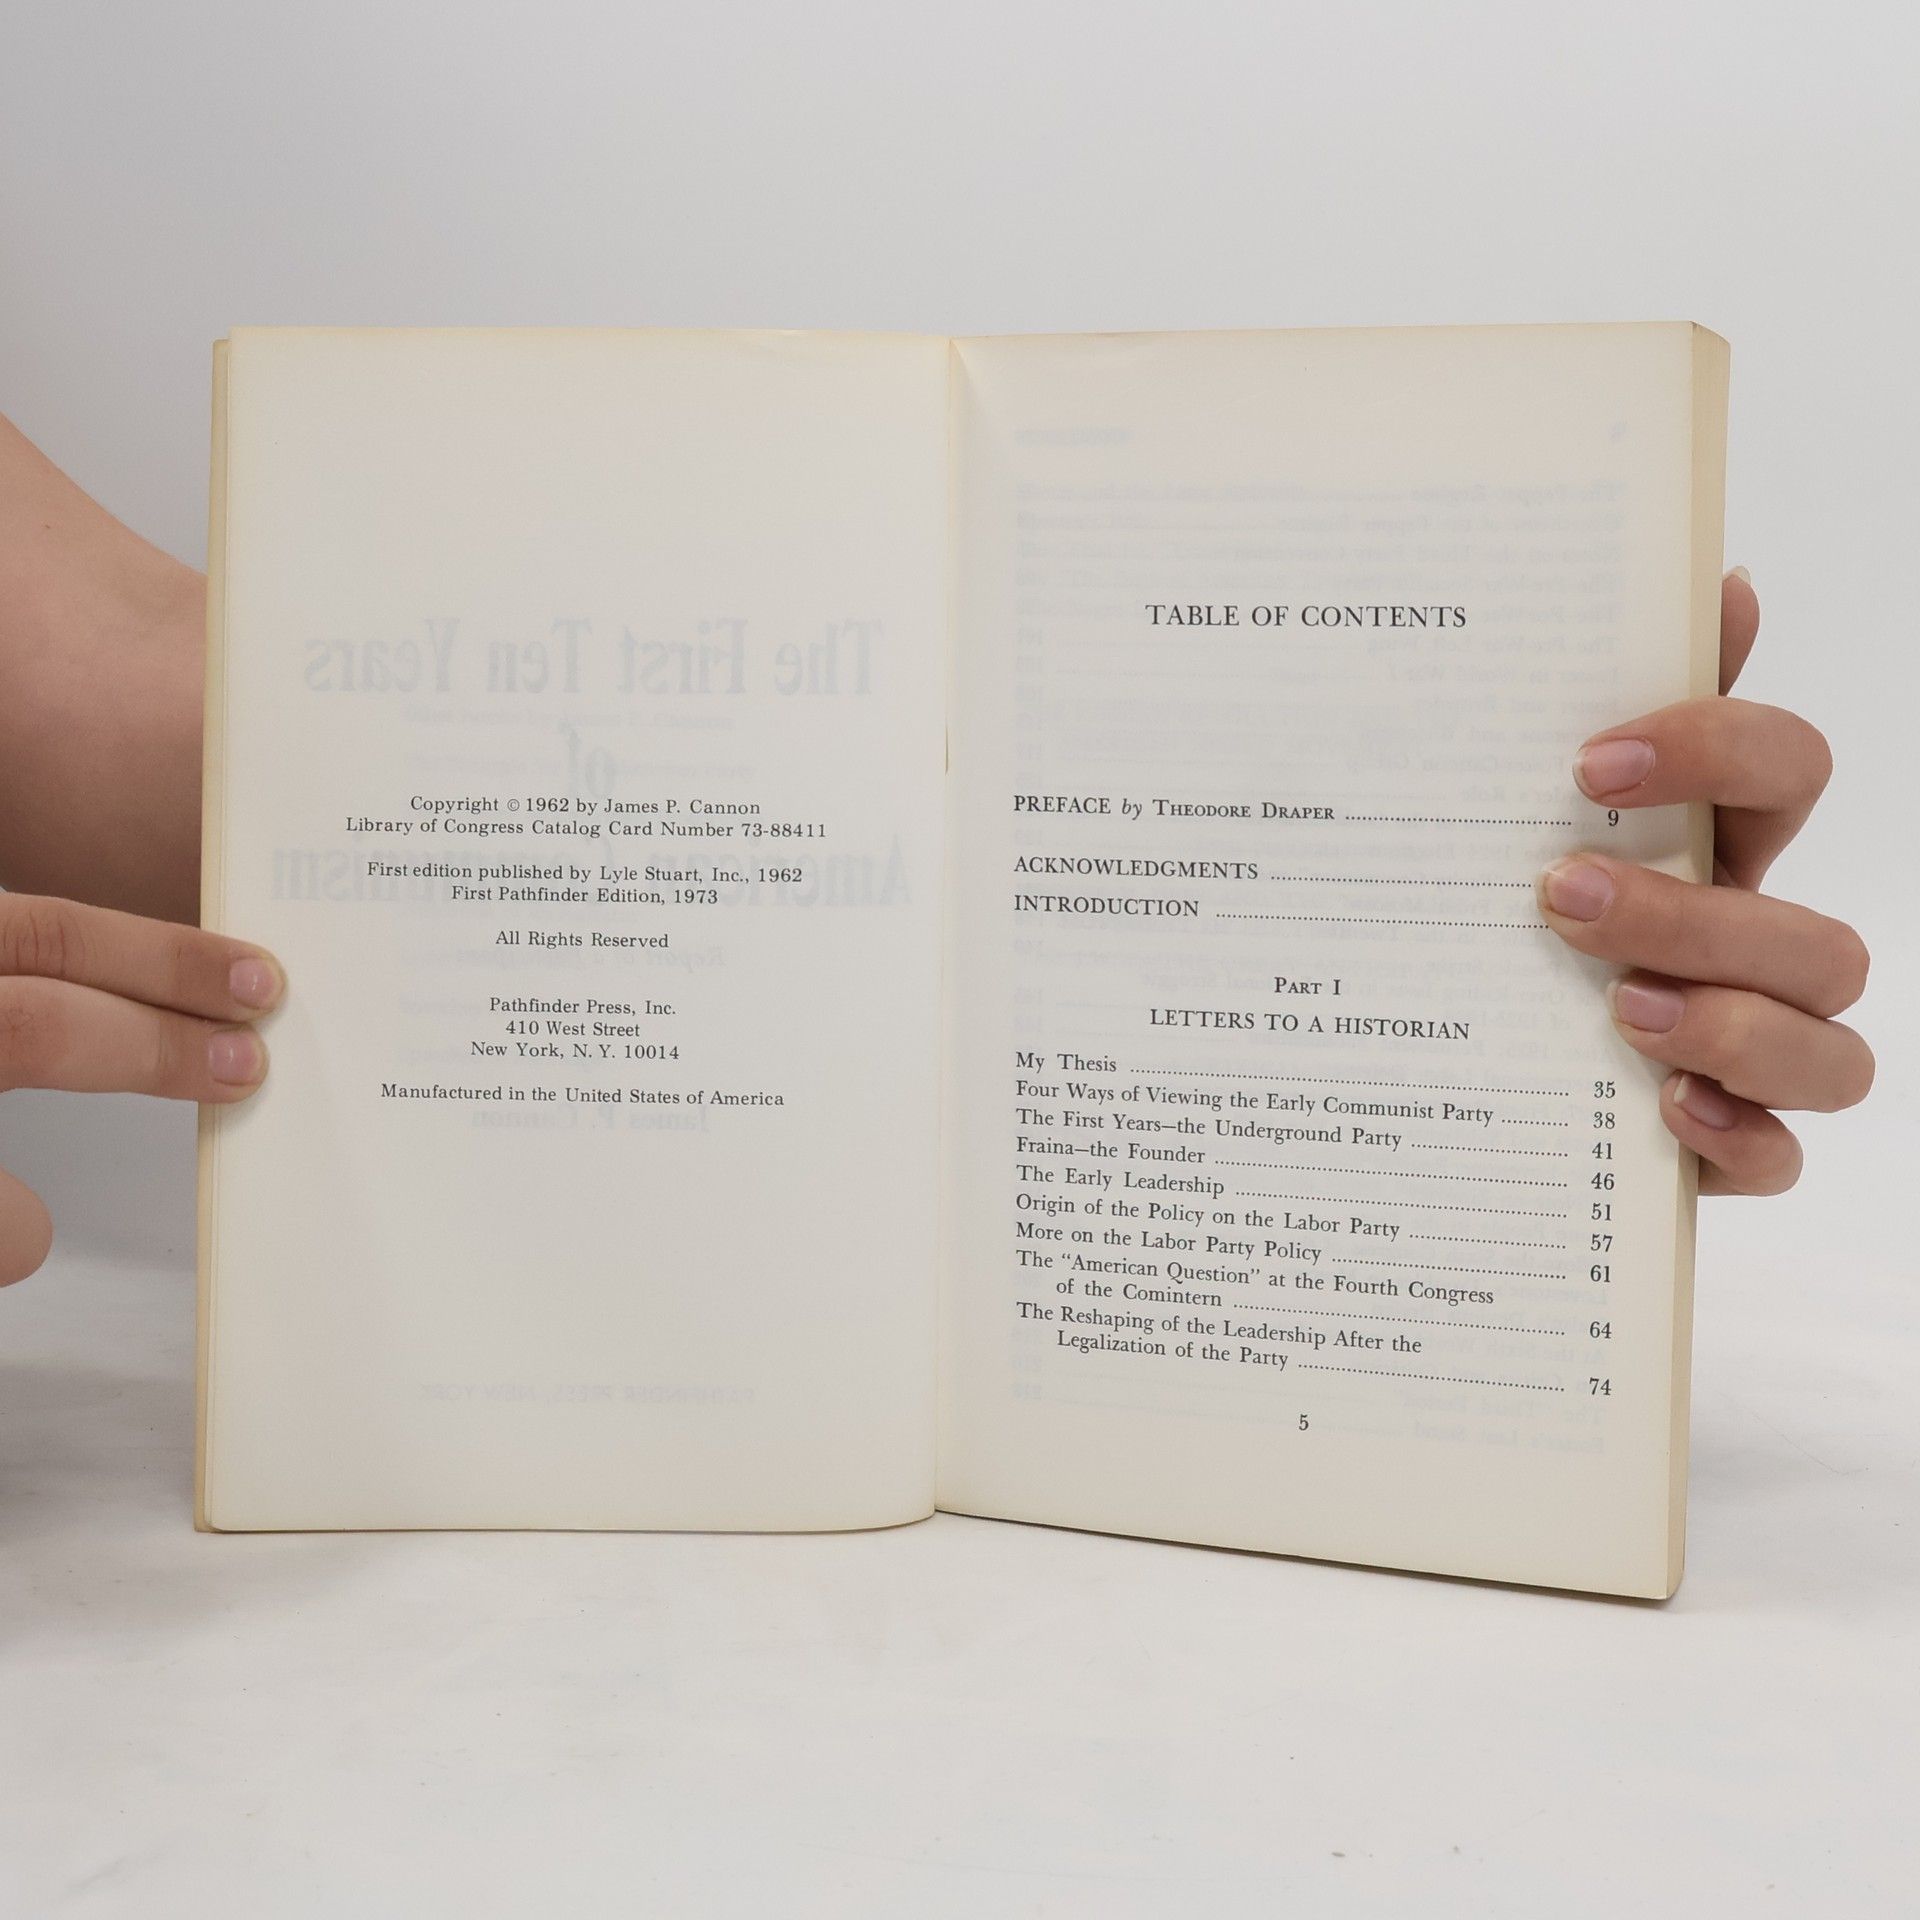 Copyright © 1962 by James P. Cannon
Library of Congress Catalog Card Number 73-88411
First edition published by Lyle Stuart, Inc., 1962
First Pathfinder Edition, 1973
All Rights Reserved
Pathfinder Press, Inc.
410 West Street
New York, N. Y. 10014
Manufactured in the United States of America
TABLE OF CONTENTS
PREFACE by THEODORE DRAPER ........ 9
ACKNOWLEDGMENTS ........
INTRODUCTION ........
PART I
LETTERS TO A HISTORIAN
My Thesis ........ 35
Four Ways of Viewing the Early Communist Party ........ 38
The First Years—the Underground Party ........ 41
Fraina—the Founder ........ 46
The Early Leadership ........ 51
Origin of the Policy on the Labor Party ........ 57
More on the Labor Party Policy ........ 61
The "American Question" at the Fourth Congress
of the Comintern ........ 64
The Reshaping of the Leadership After the
Legalization of the Party ........ 74
5